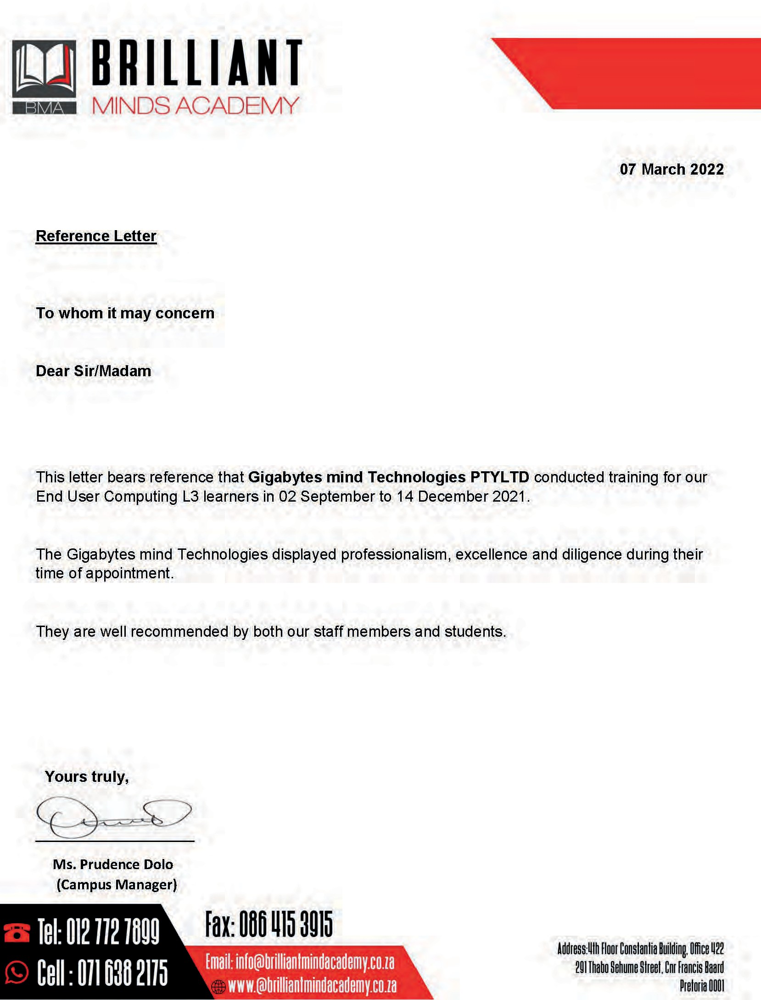 BRILLIANT
MINDS ACADEMY
BMA
07 March 2022
Reference Letter
To whom it may concern
Dear Sir/Madam
This letter bears reference that Gigabytes mind Technologies PTYLTD conducted training for our
End User Computing L3 learners in 02 September to 14 December 2021.
The Gigabytes mind Technologies displayed professionalism, excellence and diligence during their
time of appointment.
They are well recommended by both our staff members and students.
Yours truly,
Ms. Prudence Dolo
(Campus Manager)
Tel: 012 772 7899
Cell : 071 638 2175
Fax: 086 415 3915
Email: info@brilliantmindacademy.co.za
www.@brilliantmindacademy.co.za
Address:4th Floor Constantia Building, Office 422
291 Thabo Sehume Street, Cnr Francis Baard
Pretoria 0001